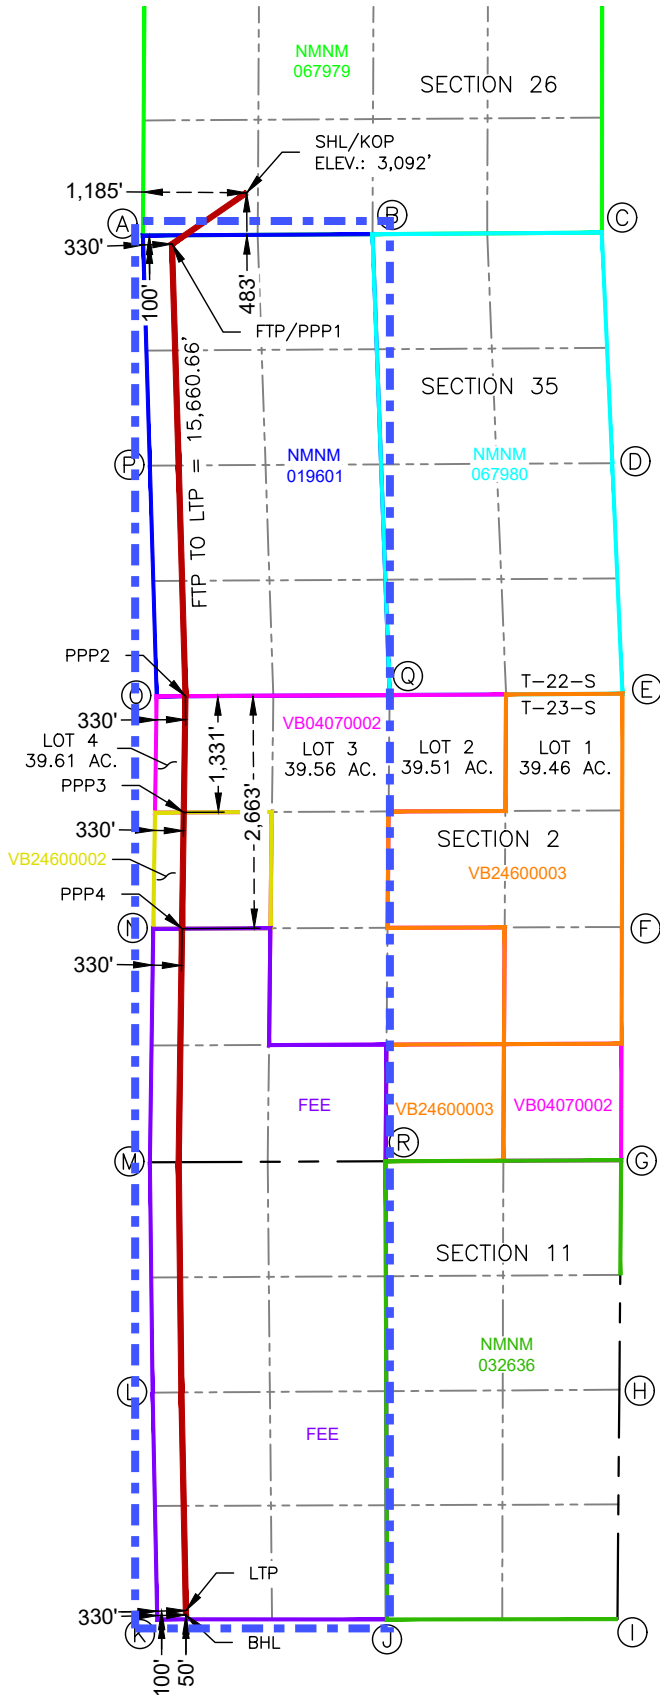 NMNM
067979
SECTION 26
SHL/KOP
ELEV.: 3,092'
1,185'
A
B
C
330'
100'
483'
FTP/PPP1
FTP TO LTP = 15,660.66'
SECTION 35
NMNM
019601
NMNM
067980
P
D
PPP2
O
Q
E
T-22-S
T-23-S
330'
VB04070002
LOT 4
39.61 AC.
1,331'
LOT 3
39.56 AC.
LOT 2
39.51 AC.
LOT 1
39.46 AC.
PPP3
330'
2,663'
SECTION 2
VB24600002
VB24600003
PPP4
N
F
330'
FEE
VB24600003
VB04070002
R
M
G
SECTION 11
NMNM
032636
L
H
FEE
LTP
330'
K
BHL
J
I
100'
50'